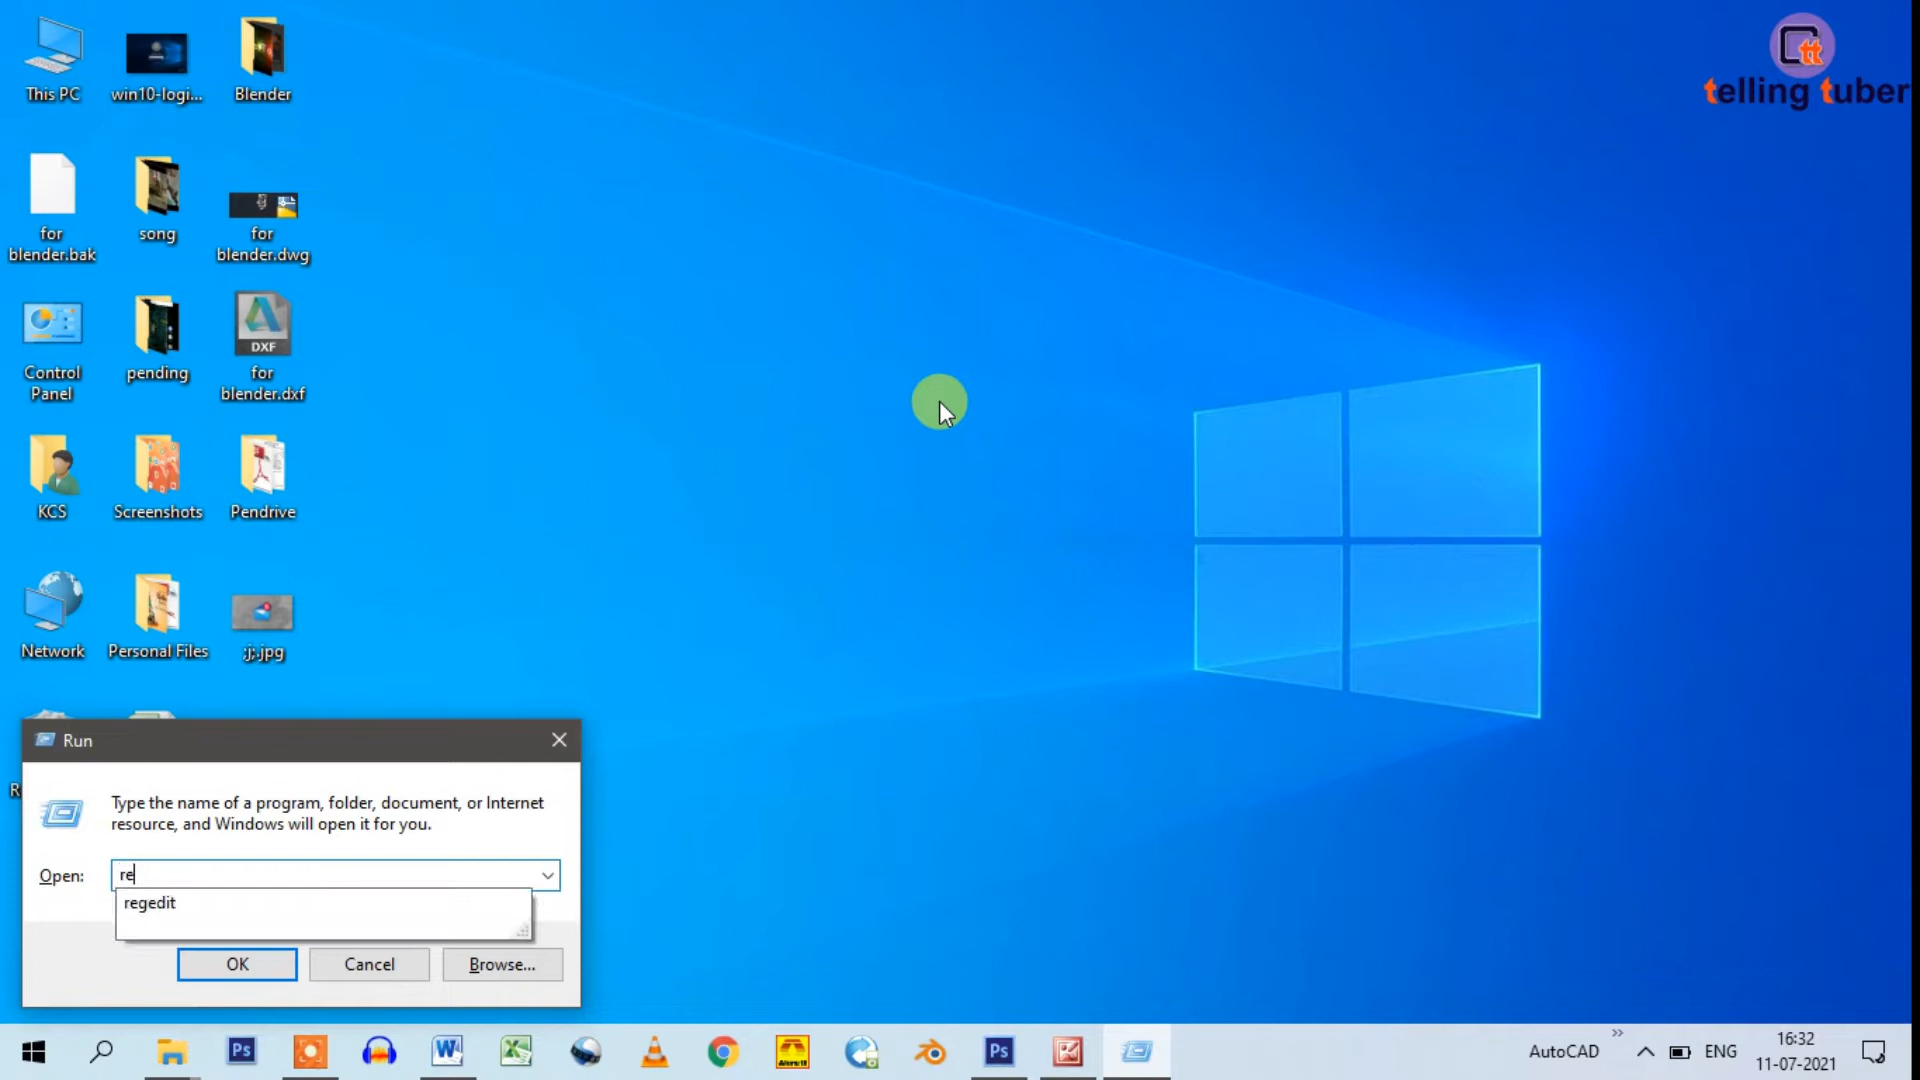 tt
telling tuber
This PC
win10-logi...
Blender
for
blender.bak
song
for
blender.dwg
Control
Panel
pending
DXF
for
blender.dxf
KCS
Screenshots
Pendrive
Network
Personal Files
;j;.jpg
R
Run
Type the name of a program, folder, document, or Internet
resource, and Windows will open it for you.
Open:
re
regedit
OK
Cancel
Browse...
Ps
Ps
AutoCAD
ENG
16:32
11-07-2021